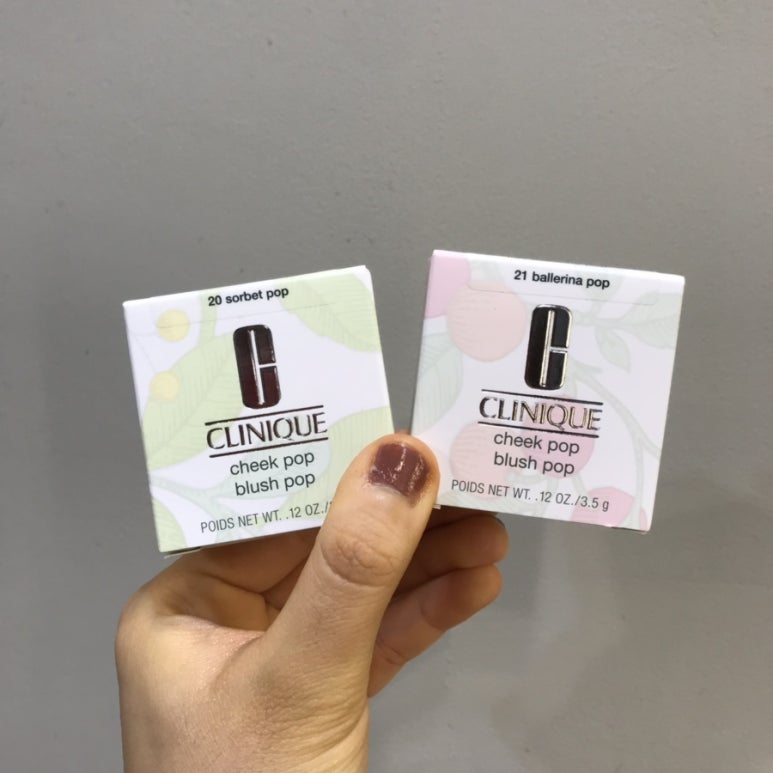 20 sorbet pop
CLINIQUE
cheek pop
blush pop
POIDS NET WT. .12 OZ./
21 ballerina pop
CLINIQUE
cheek pop
blush pop
POIDS NET WT. .12 OZ./3.5 g